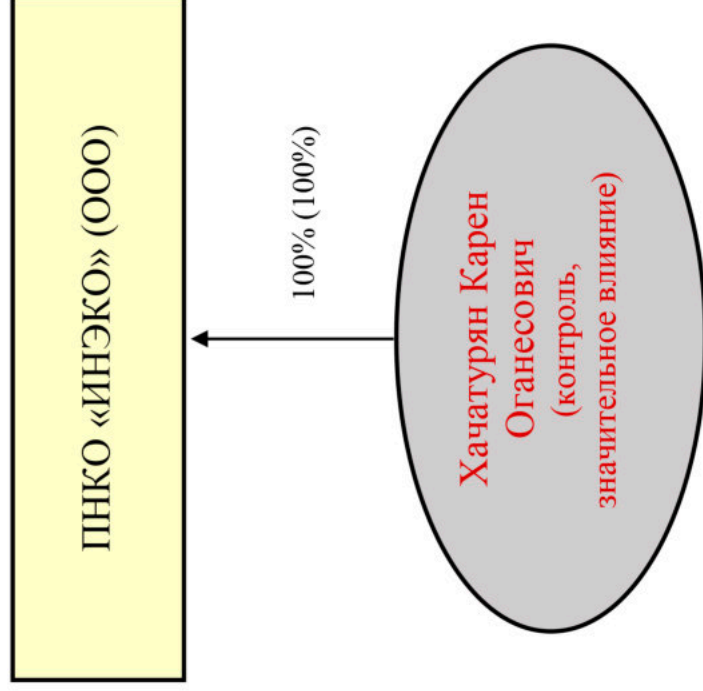 ПНКО «ИНЭКО» (ООО)
100% (100%)
Хачатурян Карен
Оганесович
(контроль,
значительное влияние)